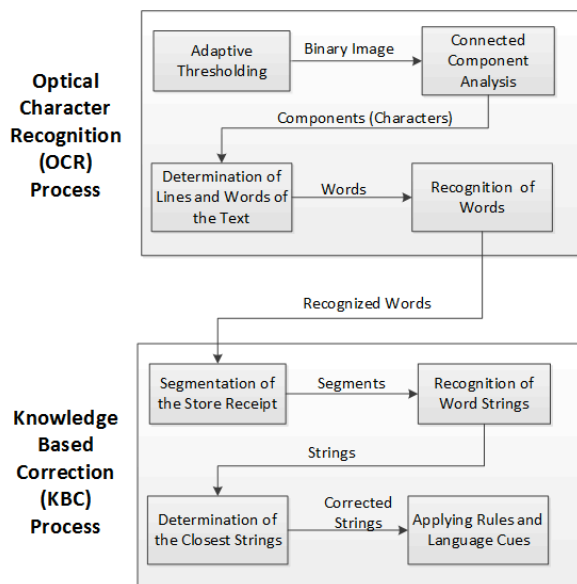 Optical
Character
Recognition
(OCR)
Process
Adaptive
Thresholding
Binary Image
Connected
Component
Analysis
Components (Characters)
Determination of
Lines and Words of
the Text
Words
Recognition of
Words
Recognized Words
Knowledge
Based
Correction
(KBC)
Process
Segmentation of
the Store Receipt
Segments
Recognition of
Word Strings
Strings
Determination of
the Closest Strings
Corrected
Strings
Applying Rules and
Language Cues